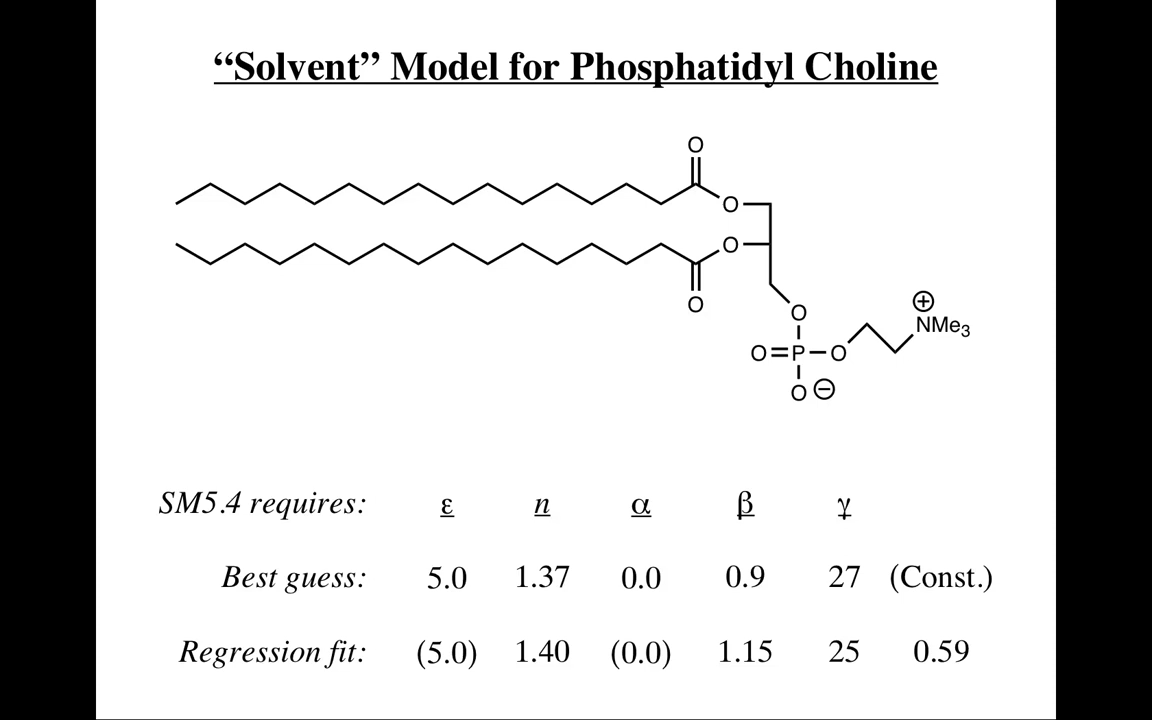 “Solvent” Model for Phosphatidyl Choline
O
O
O
O
O
⊕
NMe3
O=P–O
O ⊖
SM5.4 requires: ε n α β γ
Best guess: 5.0 1.37 0.0 0.9 27 (Const.)
Regression fit: (5.0) 1.40 (0.0) 1.15 25 0.59